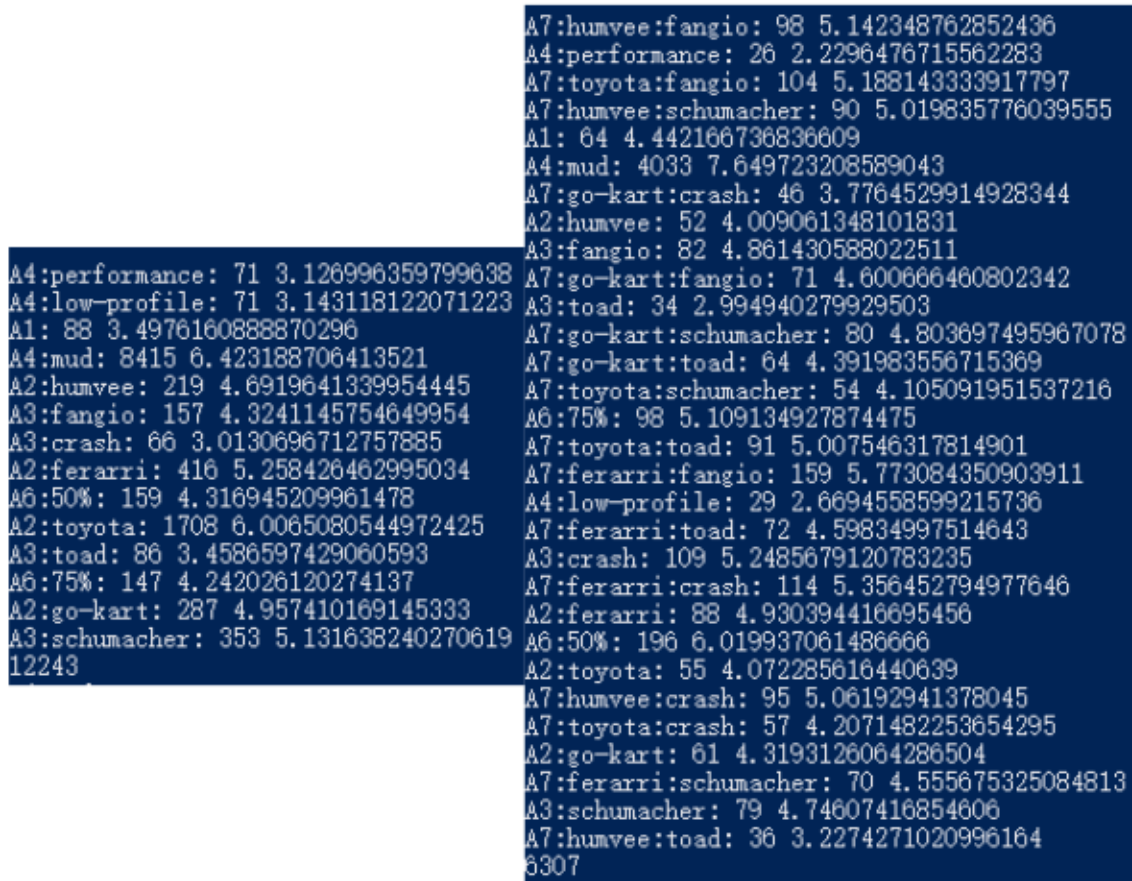 A4:performance: 71 3.126996359799638
A4:low-profile: 71 3.143118122071223
A1: 88 3.4976160888870296
A4:mud: 8415 6.423188706413521
A2:humvee: 219 4.69196413399​54445
A3:fangio: 157 4.3241145754649954
A3:crash: 66 3.0130696712757885
A2:ferarri: 416 5.258426462995034
A6:50%: 159 4.316945209961478
A2:toyota: 1708 6.0065080544972425
A3:toad: 86 3.45865974290​60593
A6:75%: 147 4.242026120274137
A2:go-kart: 287 4.957410169145333
A3:schumacher: 353 5.1316382402​70619
12243
A7:humvee:fangio: 98 5.142348762852436
A4:performance: 26 2.2296476715562283
A7:toyota:fangio: 104 5.188143333917797
A7:humvee:schumacher: 90 5.019835776039555
A1: 64 4.442166736836609
A4:mud: 4033 7.649723208589043
A7:go-kart:crash: 46 3.7764529914928344
A2:humvee: 52 4.009061348101831
A3:fangio: 82 4.861430588022511
A7:go-kart:fangio: 71 4.600666460802342
A3:toad: 34 2.994940279929503
A7:go-kart:schumacher: 80 4.803697495967078
A7:go-kart:toad: 64 4.391983556715369
A7:toyota:schumacher: 54 4.105091951537216
A6:75%: 98 5.109134927874475
A7:toyota:toad: 91 5.007546317814901
A7:ferarri:fangio: 159 5.773084350903911
A4:low-profile: 29 2.6694558599215736
A7:ferarri:toad: 72 4.59834997514643
A3:crash: 109 5.2485679120783235
A7:ferarri:crash: 114 5.356452794977646
A2:ferarri: 88 4.930394416695456
A6:50%: 196 6.019937061486666
A2:toyota: 55 4.072285616440639
A7:humvee:crash: 95 5.06192941378045
A7:toyota:crash: 57 4.2071482253654295
A2:go-kart: 61 4.3193126064286504
A7:ferarri:schumacher: 70 4.555675325084813
A3:schumacher: 79 4.74607416854606
A7:humvee:toad: 36 3.2274271020996164
6307